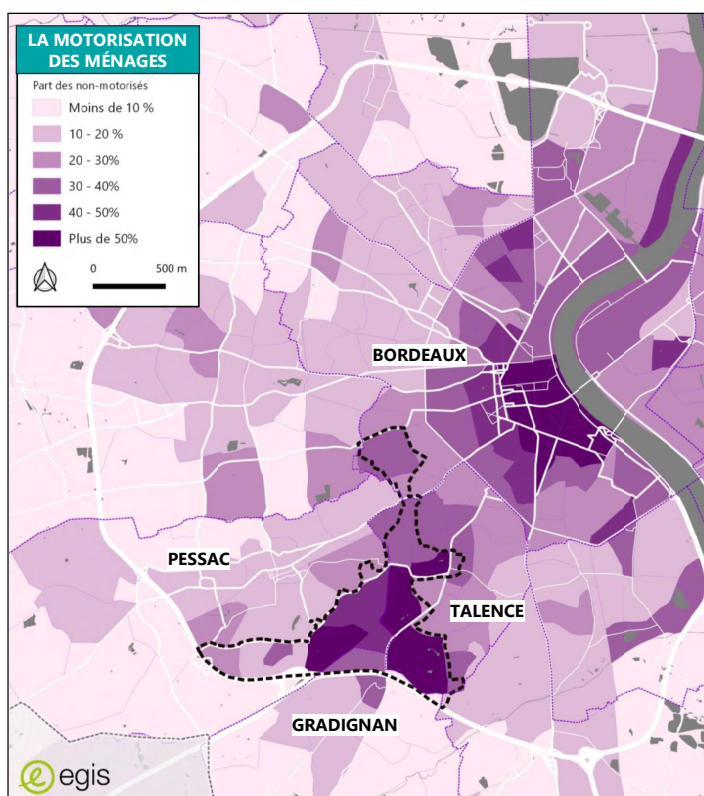 LA MOTORISATION
DES MÉNAGES
Part des non-motorisés
Moins de 10 %
10 - 20 %
20 - 30%
30 - 40%
40 - 50%
Plus de 50%
0 500 m
BORDEAUX
PESSAC
TALENCE
GRADIGNAN
egis